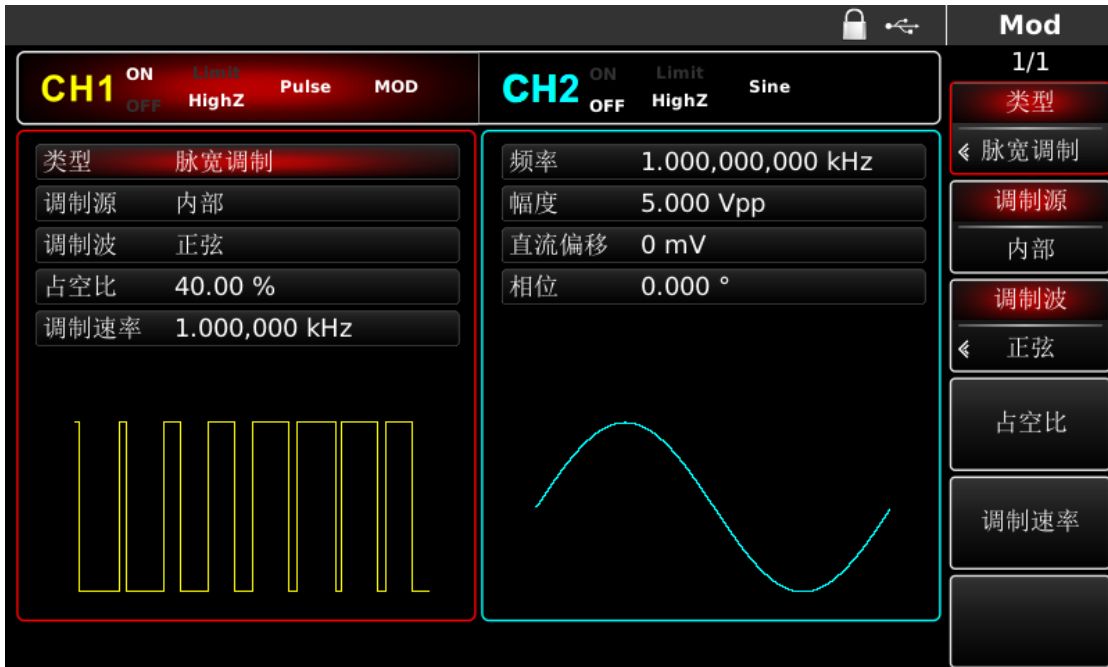 Mod
1/1
CH1 ON OFF Limit HighZ Pulse MOD
CH2 ON OFF Limit HighZ Sine
类型 脉宽调制
调制源 内部
调制波 正弦
占空比 40.00 %
调制速率 1.000,000 kHz
频率 1.000,000,000 kHz
幅度 5.000 Vpp
直流偏移 0 mV
相位 0.000 °
类型
脉宽调制
调制源
内部
调制波
正弦
占空比
调制速率